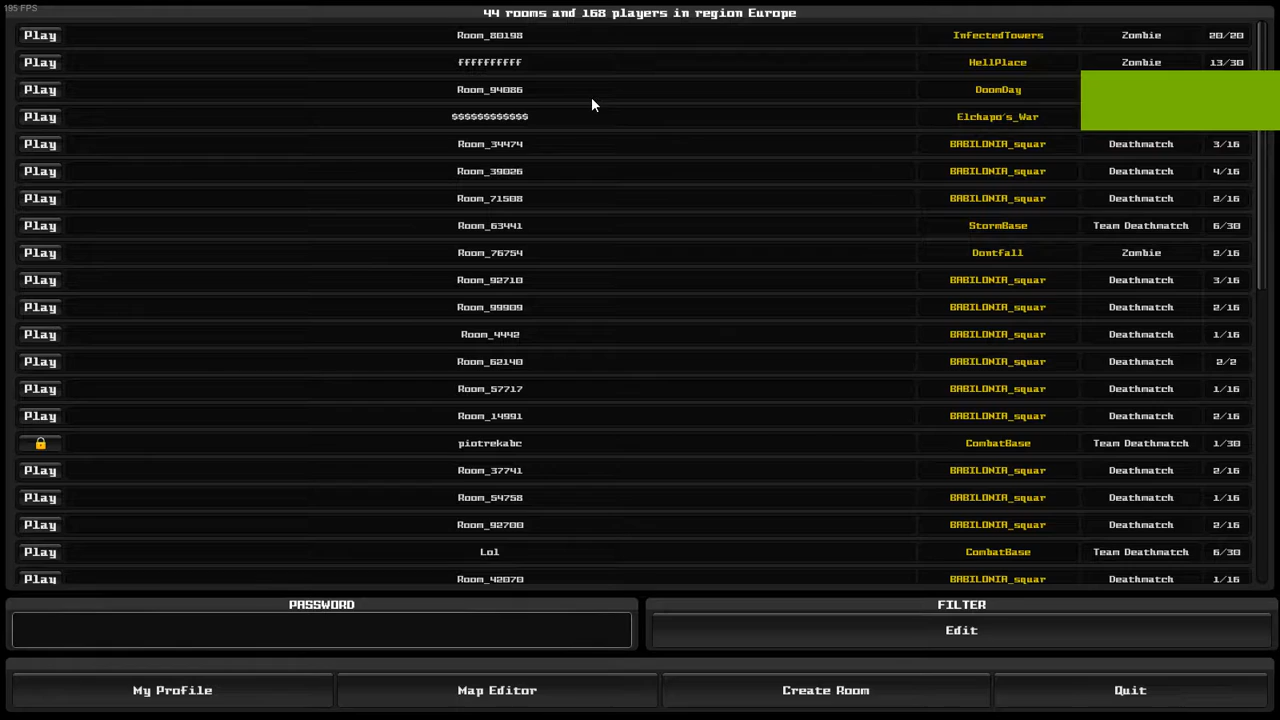 195 FPS
44 rooms and 168 players in region Europe
Play Room_80198 InfectedTowers Zombie 20/20
Play ffffffffff HellPlace Zombie 13/30
Play Room_94086 DoomDay
Play $$$$$$$$$$$$ Elchapo's_War
Play Room_34474 BABILONIA_squar Deathmatch 3/16
Play Room_39026 BABILONIA_squar Deathmatch 4/16
Play Room_71508 BABILONIA_squar Deathmatch 2/16
Play Room_63441 StormBase Team Deathmatch 6/30
Play Room_76754 Dontfall Zombie 2/16
Play Room_92710 BABILONIA_squar Deathmatch 3/16
Play Room_99909 BABILONIA_squar Deathmatch 2/16
Play Room_4442 BABILONIA_squar Deathmatch 1/16
Play Room_62140 BABILONIA_squar Deathmatch 2/2
Play Room_57717 BABILONIA_squar Deathmatch 1/16
Play Room_14991 BABILONIA_squar Deathmatch 2/16
piotrekabc CombatBase Team Deathmatch 1/30
Play Room_37741 BABILONIA_squar Deathmatch 2/16
Play Room_54758 BABILONIA_squar Deathmatch 1/16
Play Room_92700 BABILONIA_squar Deathmatch 2/16
Play Lol CombatBase Team Deathmatch 6/30
Play Room_42070 BABILONIA_squar Deathmatch 1/16
PASSWORD FILTER
Edit
My Profile Map Editor Create Room Quit